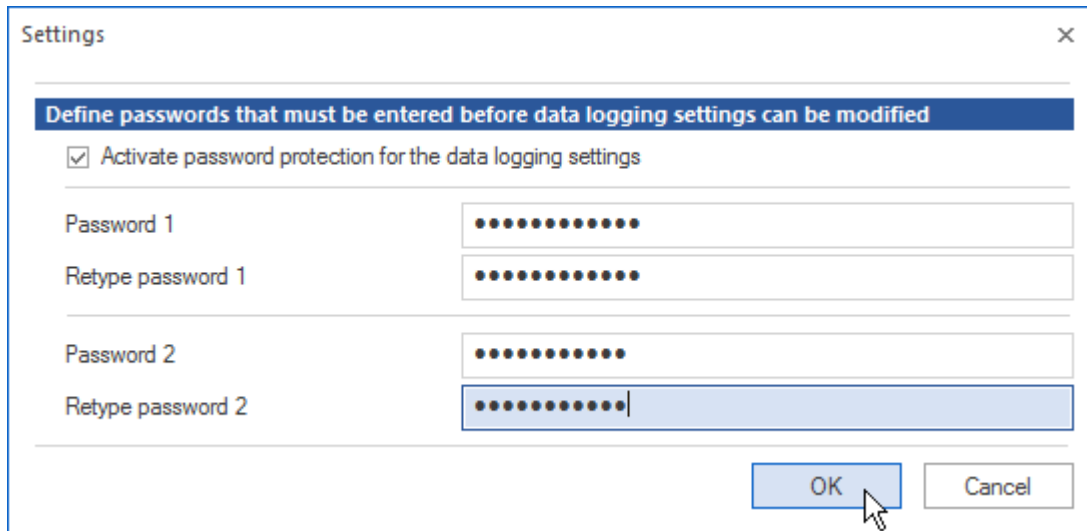 Settings
Define passwords that must be entered before data logging settings can be modified
Activate password protection for the data logging settings
Password 1 ••••••••••••
Retype password 1 ••••••••••••
Password 2 •••••••••••
Retype password 2 •••••••••••
OK Cancel